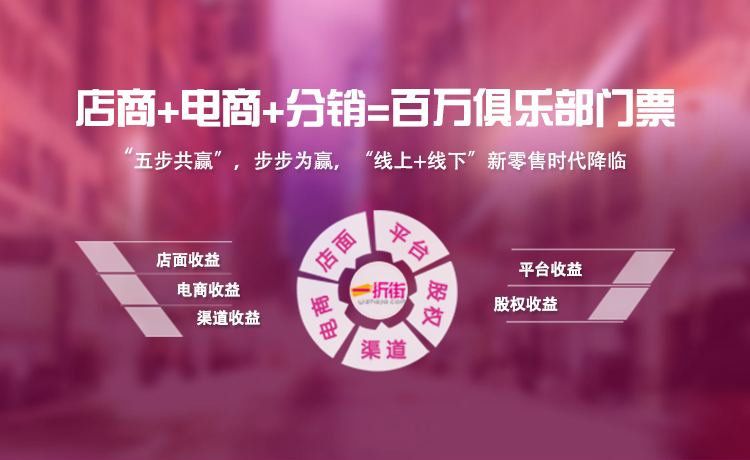 店商+电商+分销=百万俱乐部门票
“五步共赢”，步步为赢，“线上+线下”新零售时代降临
店面收益
电商收益
渠道收益
店面
平台
股权
渠道
电商
一折街
平台收益
股权收益